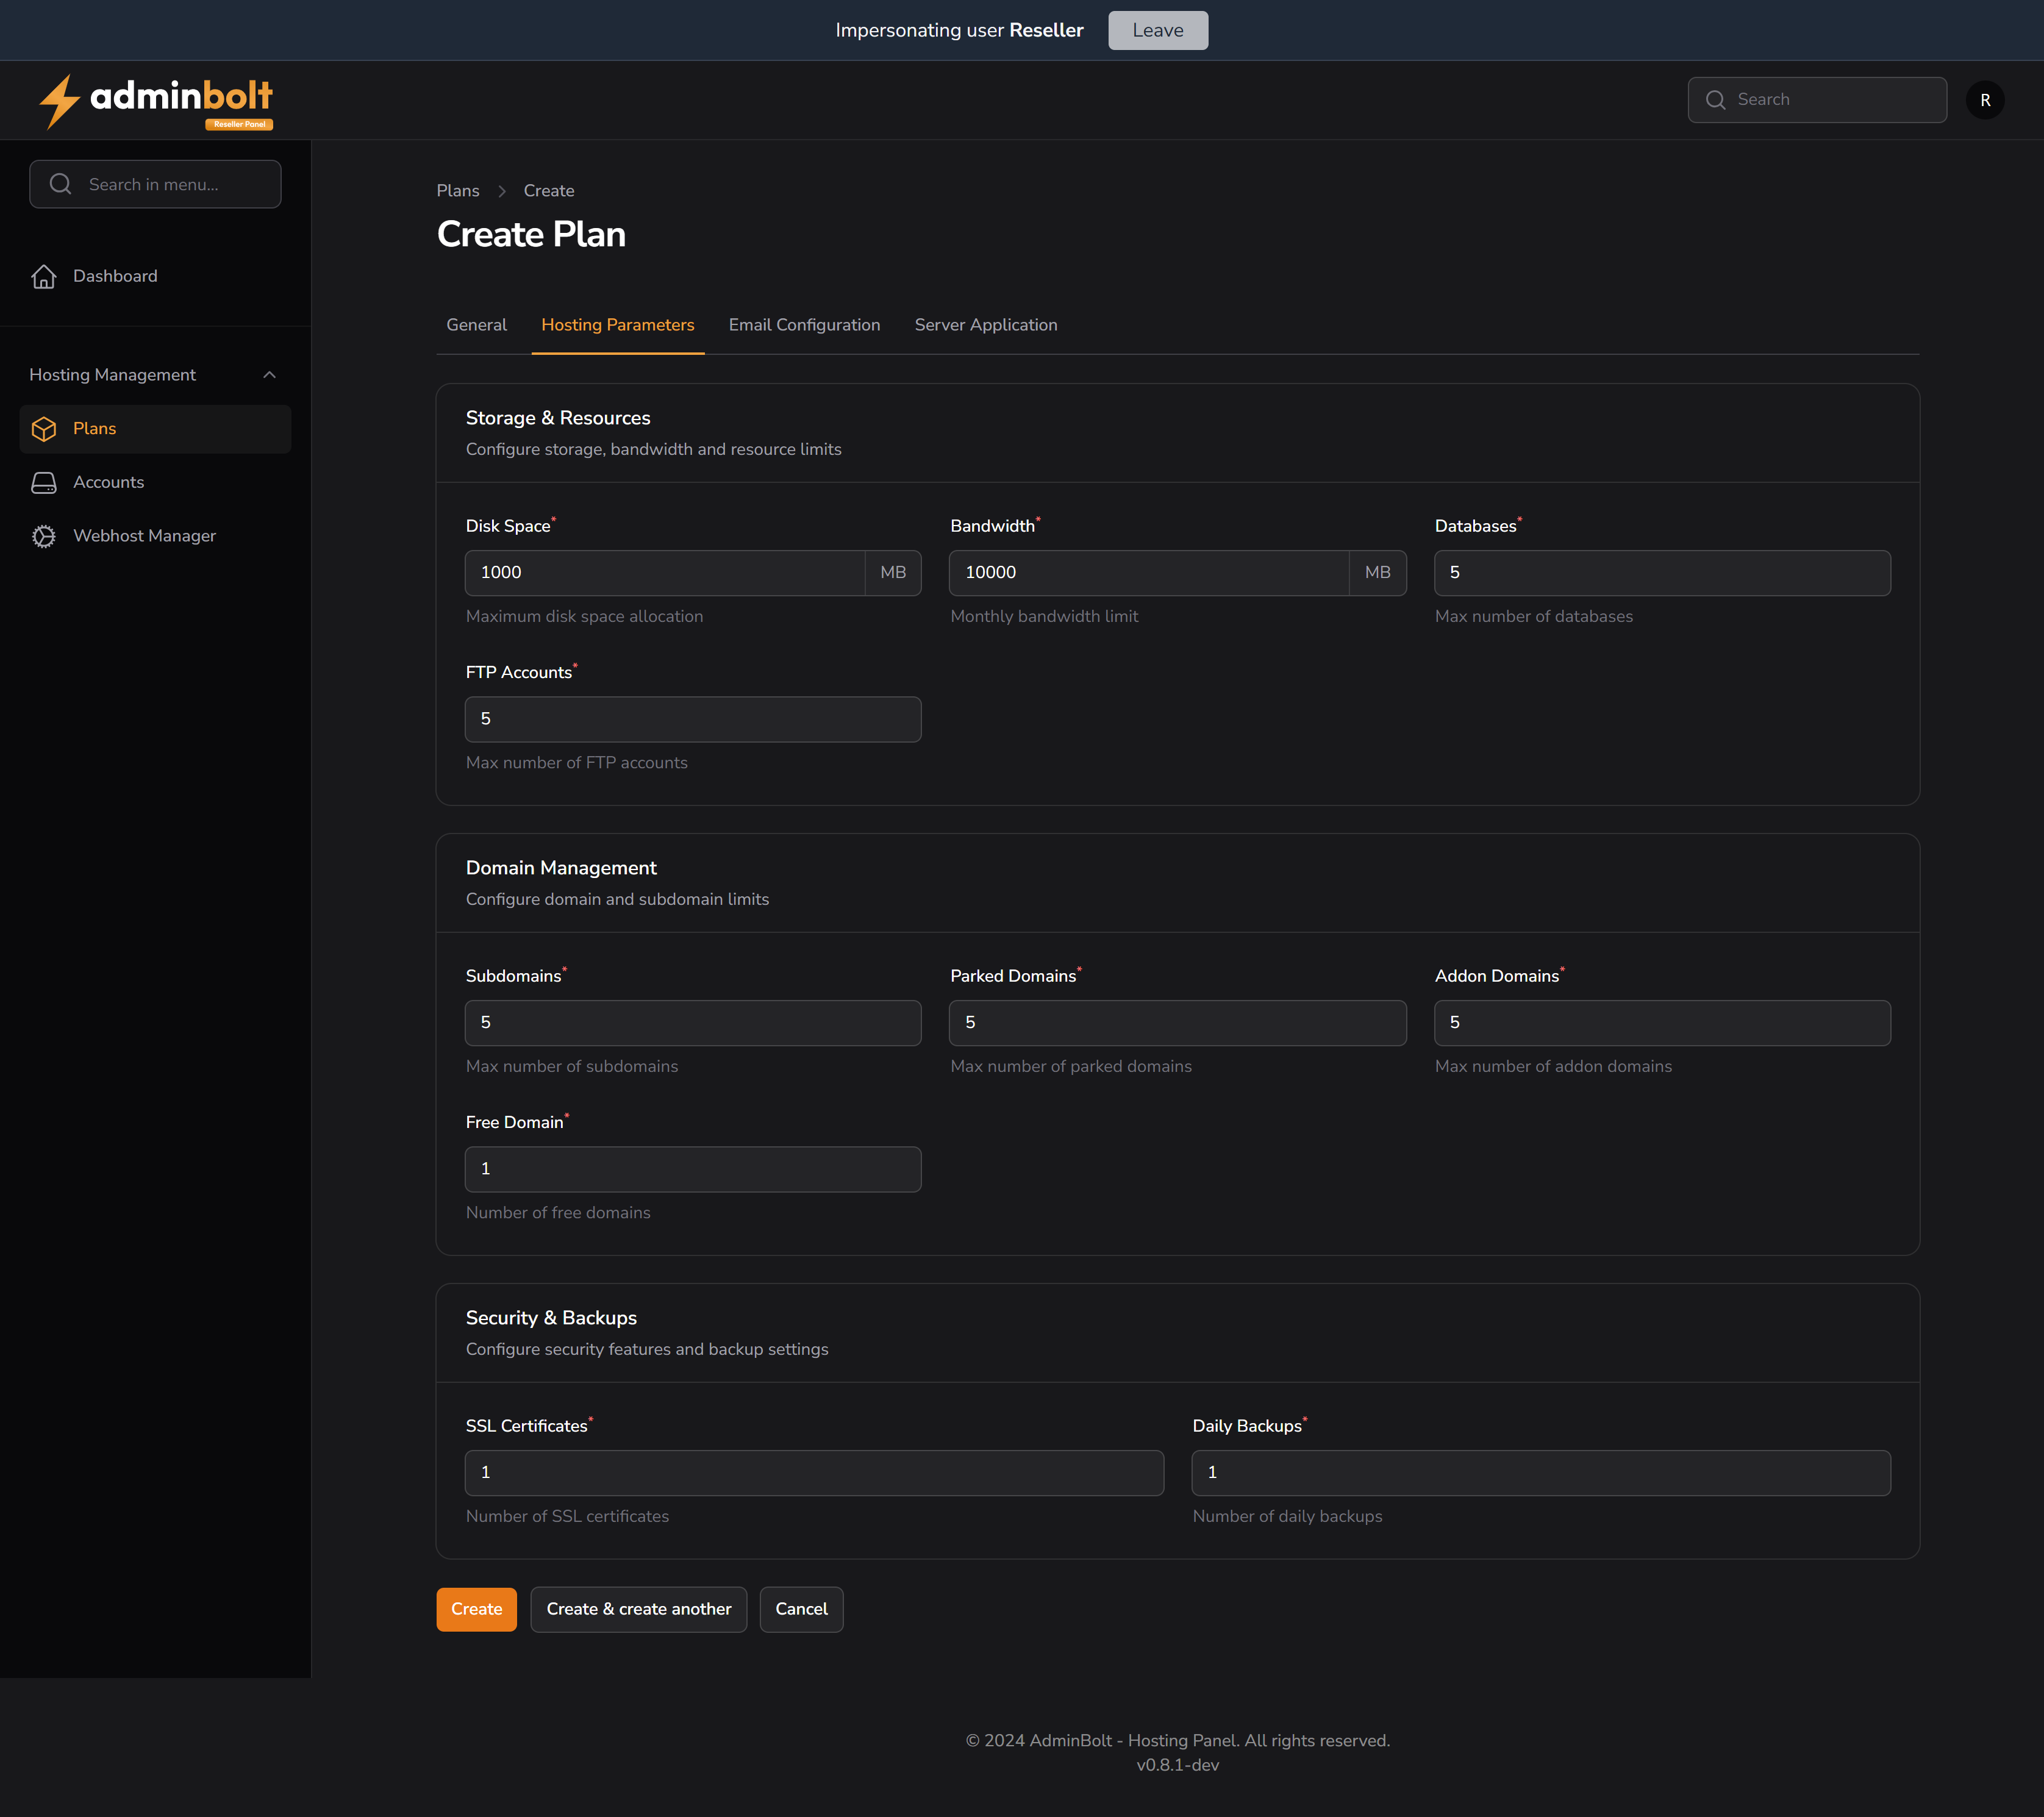 Impersonating user Reseller Leave
adminbolt
Reseller Panel
Search
R
Search in menu...
Dashboard
Hosting Management
Plans
Accounts
Webhost Manager
Plans Create
Create Plan
General Hosting Parameters Email Configuration Server Application
Storage & Resources
Configure storage, bandwidth and resource limits
Disk Space* Bandwidth* Databases*
1000 MB 10000 MB 5
Maximum disk space allocation Monthly bandwidth limit Max number of databases
FTP Accounts*
5
Max number of FTP accounts
Domain Management
Configure domain and subdomain limits
Subdomains* Parked Domains* Addon Domains*
5 5 5
Max number of subdomains Max number of parked domains Max number of addon domains
Free Domain*
1
Number of free domains
Security & Backups
Configure security features and backup settings
SSL Certificates* Daily Backups*
1 1
Number of SSL certificates Number of daily backups
Create Create & create another Cancel
© 2024 AdminBolt - Hosting Panel. All rights reserved.
v0.8.1-dev